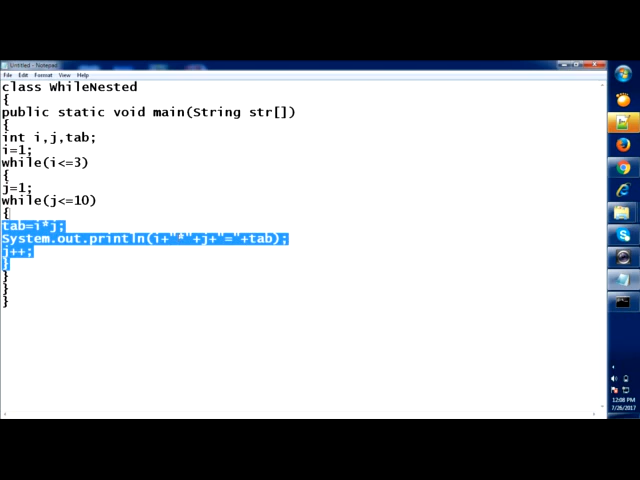 Untitled - Notepad
File Edit Format View Help
class WhileNested
{
public static void main(String str[])
{
int i,j,tab;
i=1;
while(i<=3)
{
j=1;
while(j<=10)
{
tab=i*j;
System.out.println(i+"*"+j+"="+tab);
j++;
}
}
}
}
12:08 PM
7/26/2017